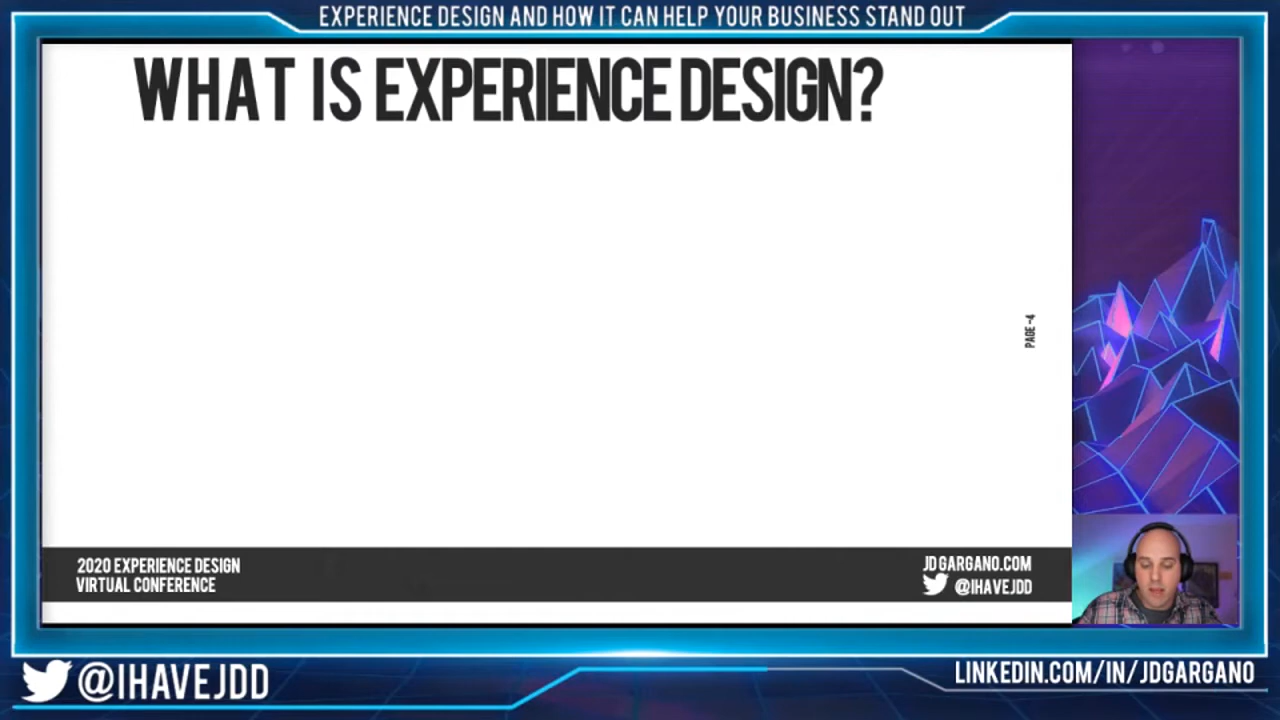 EXPERIENCE DESIGN AND HOW IT CAN HELP YOUR BUSINESS STAND OUT
WHAT IS EXPERIENCE DESIGN?
PAGE -4
2020 EXPERIENCE DESIGN
VIRTUAL CONFERENCE
JDGARGANO.COM
@IHAVEJDD
@IHAVEJDD
LINKEDIN.COM/IN/JDGARGANO